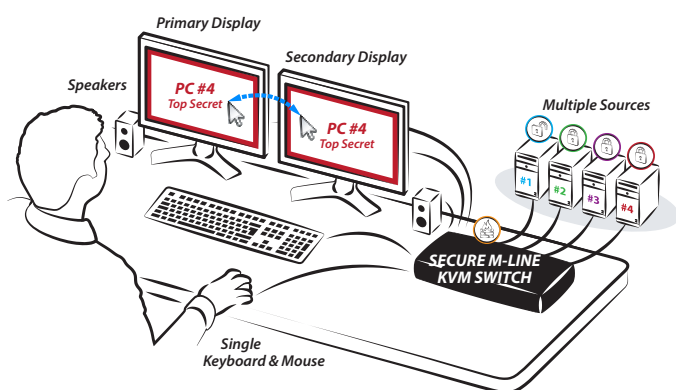 Primary Display
Secondary Display
Speakers
PC #4
Top Secret
PC #4
Top Secret
Multiple Sources
#1
#2
#3
#4
SECURE M-LINE
KVM SWITCH
Single
Keyboard & Mouse